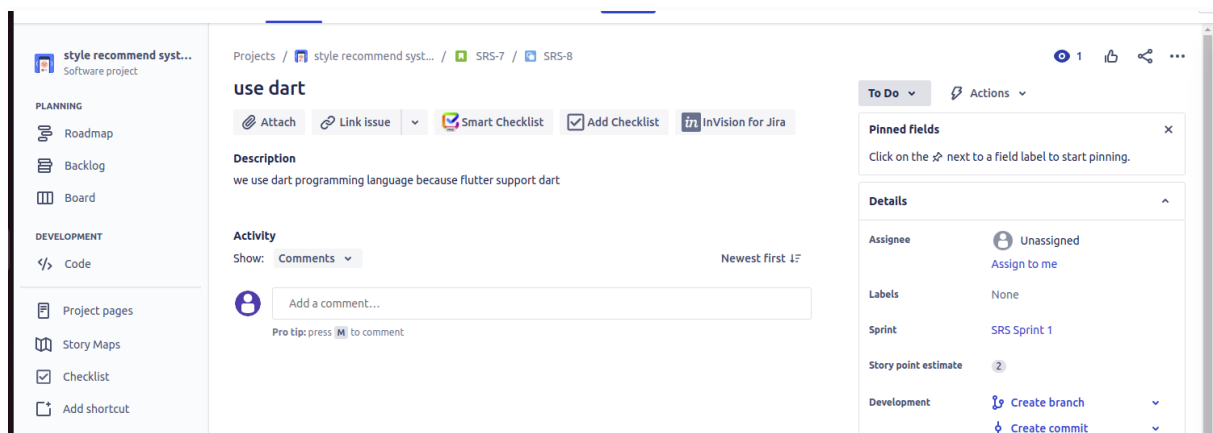 style recommend syst...
Software project
PLANNING
Roadmap
Backlog
Board
DEVELOPMENT
Code
Project pages
Story Maps
Checklist
Add shortcut
Projects / style recommend syst... / SRS-7 / SRS-8
use dart
Attach Link issue Smart Checklist Add Checklist in InVision for Jira
Description
we use dart programming language because flutter support dart
Activity
Show: Comments Newest first
Add a comment...
Pro tip: press M to comment
1
To Do Actions
Pinned fields
Click on the next to a field label to start pinning.
Details
Assignee Unassigned
Assign to me
Labels None
Sprint SRS Sprint 1
Story point estimate 2
Development Create branch
Create commit